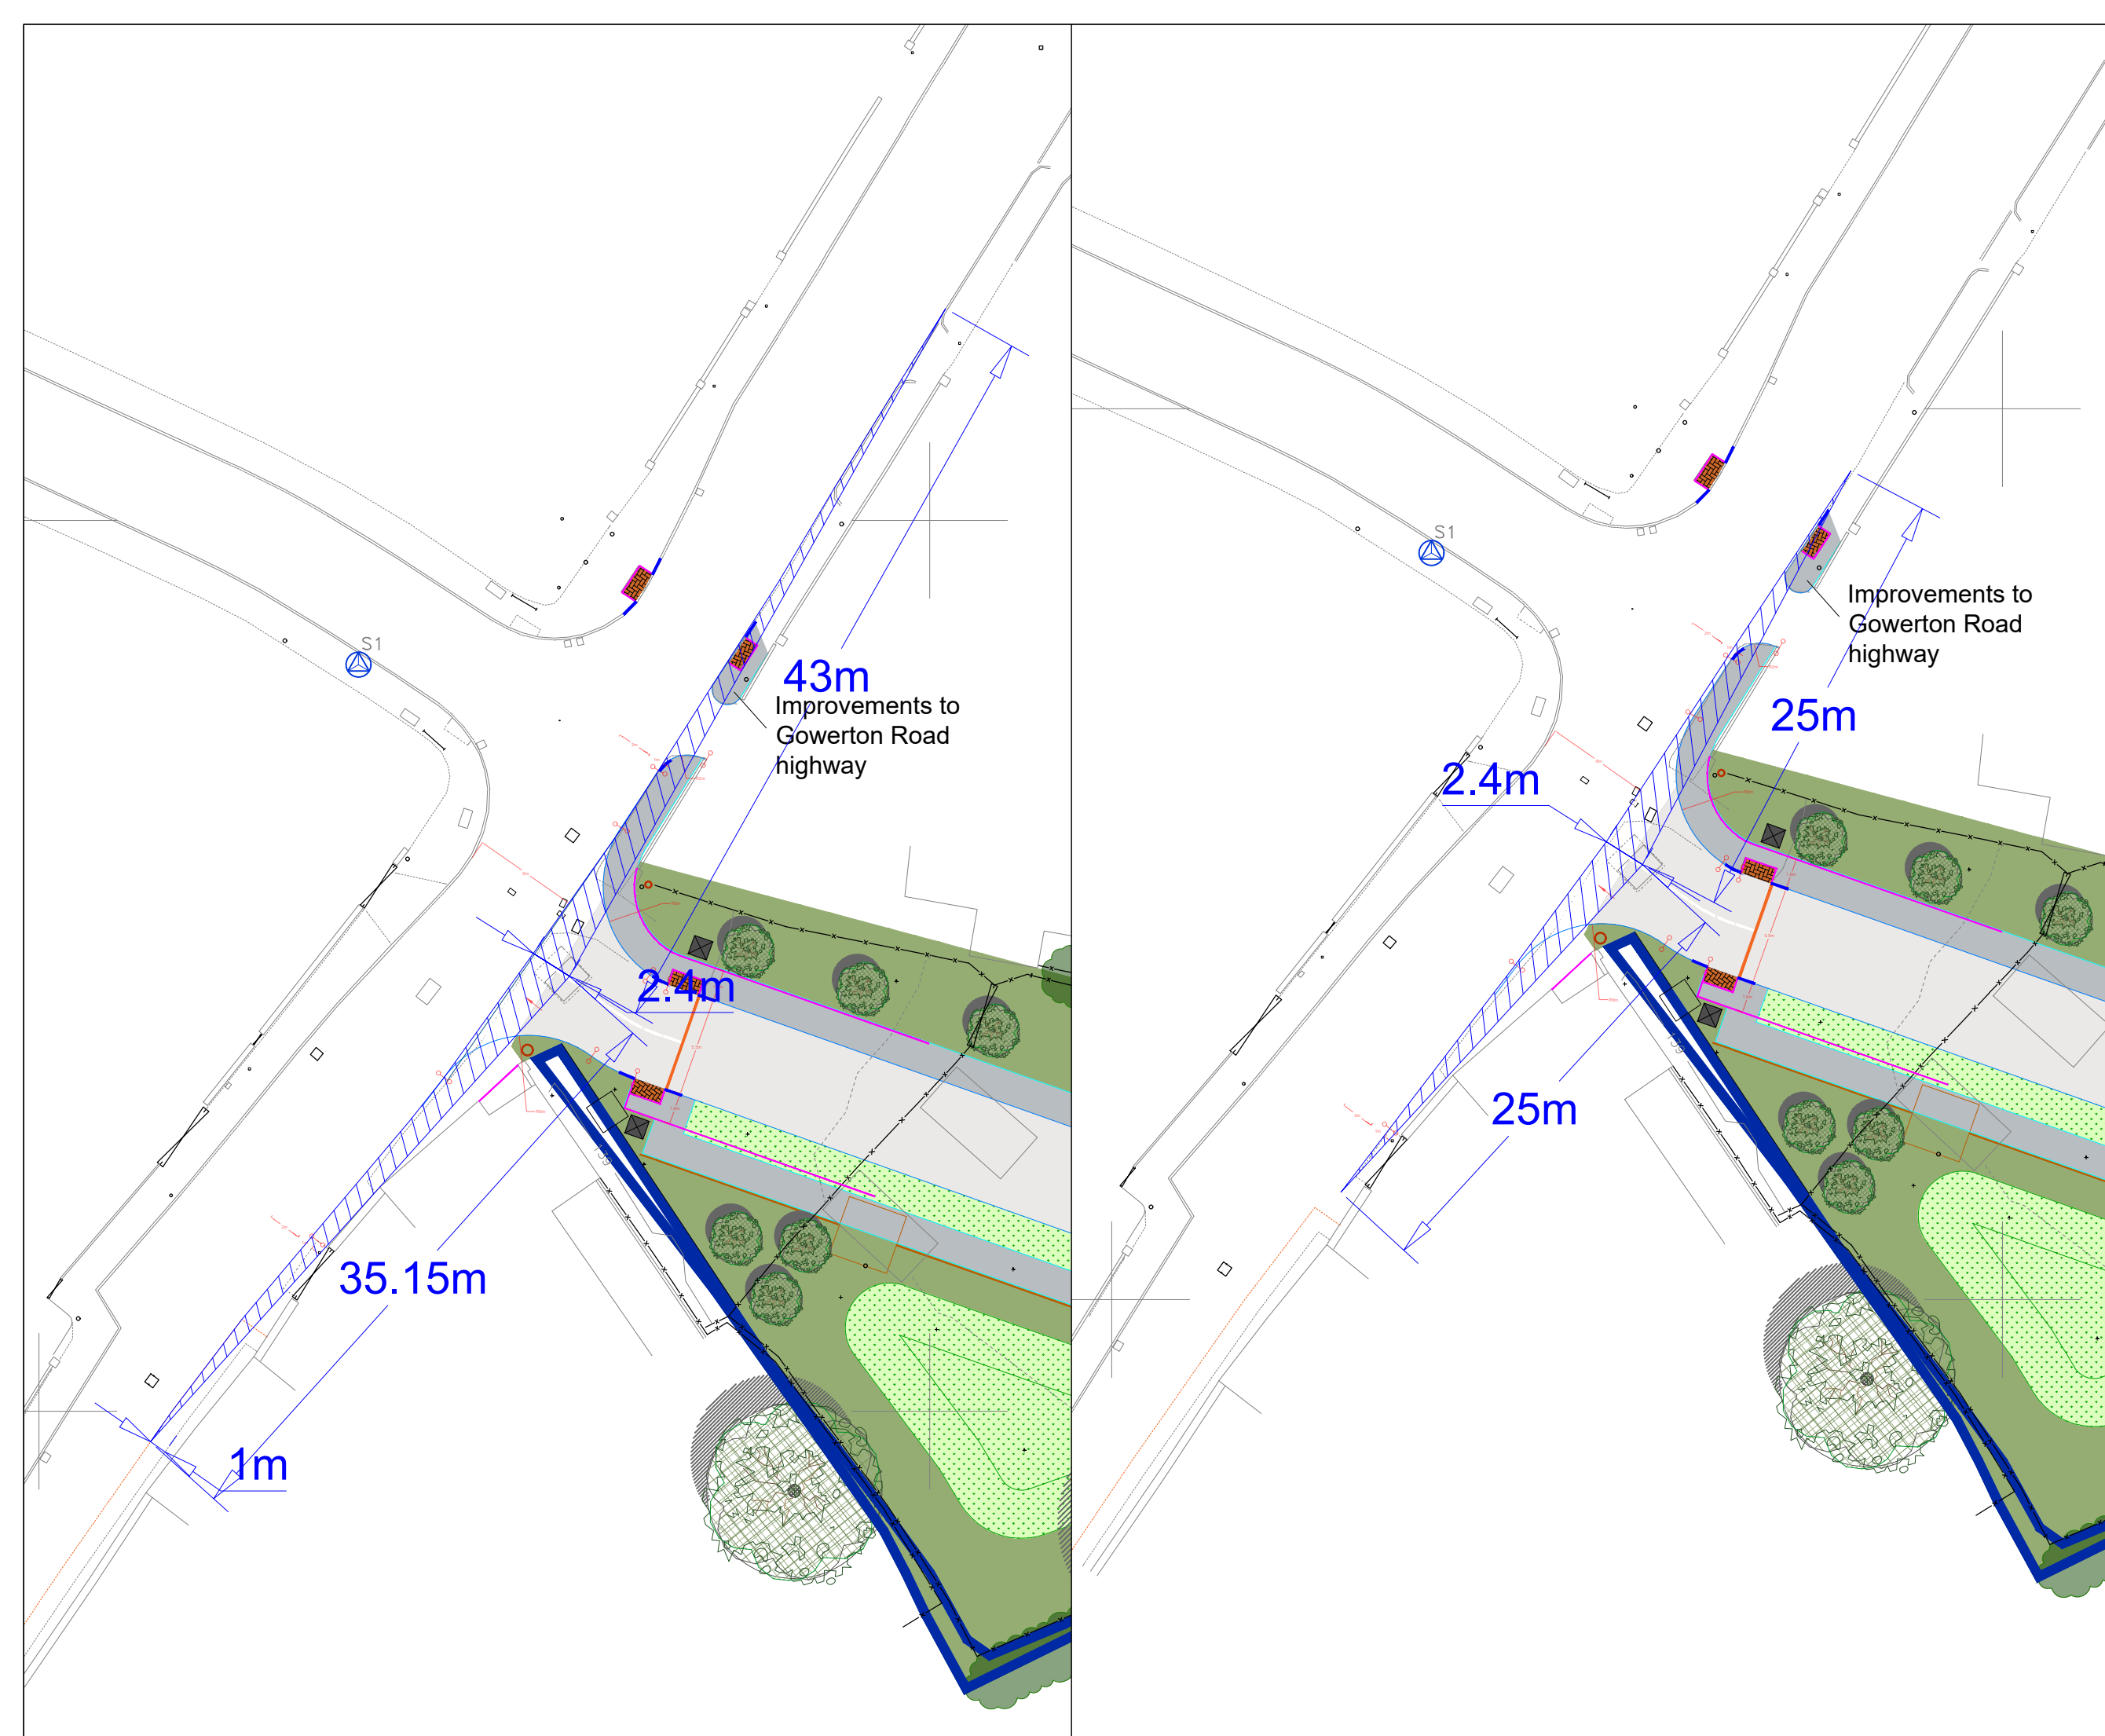 S1
43m
Improvements to
Gowerton Road
highway
2.4m
35.15m
1m
S1
Improvements to
Gowerton Road
highway
25m
2.4m
25m